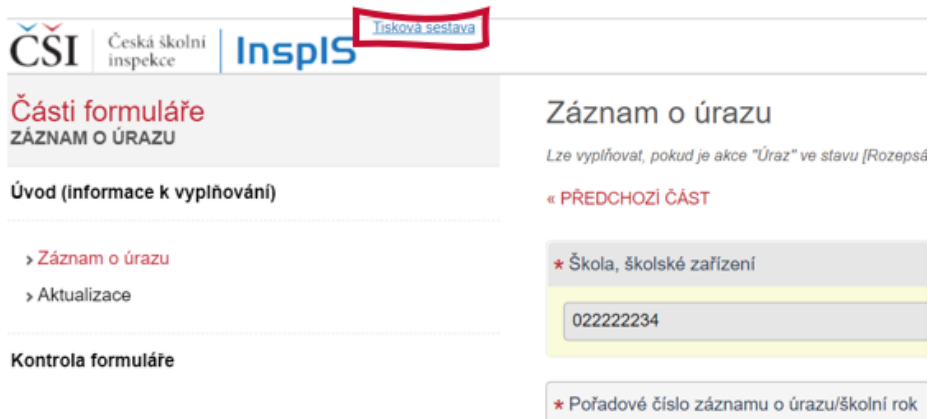 Tisková sestava
ČŠI Česká školní inspekce InspIS
Části formuláře
ZÁZNAM O ÚRAZU
Úvod (informace k vyplňování)
Záznam o úrazu
Aktualizace
Kontrola formuláře
Záznam o úrazu
Lze vyplňovat, pokud je akce "Úraz" ve stavu [Rozepsá
« PŘEDCHOZÍ ČÁST
* Škola, školské zařízení
022222234
* Pořadové číslo záznamu o úrazu/školní rok